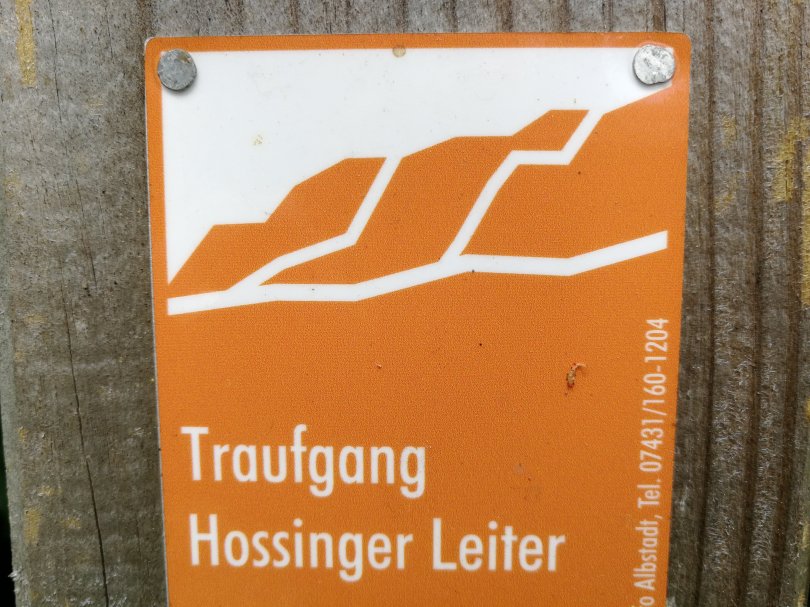 Traufgang
Hossinger Leiter
Albstadt, Tel. 07431/160-1204